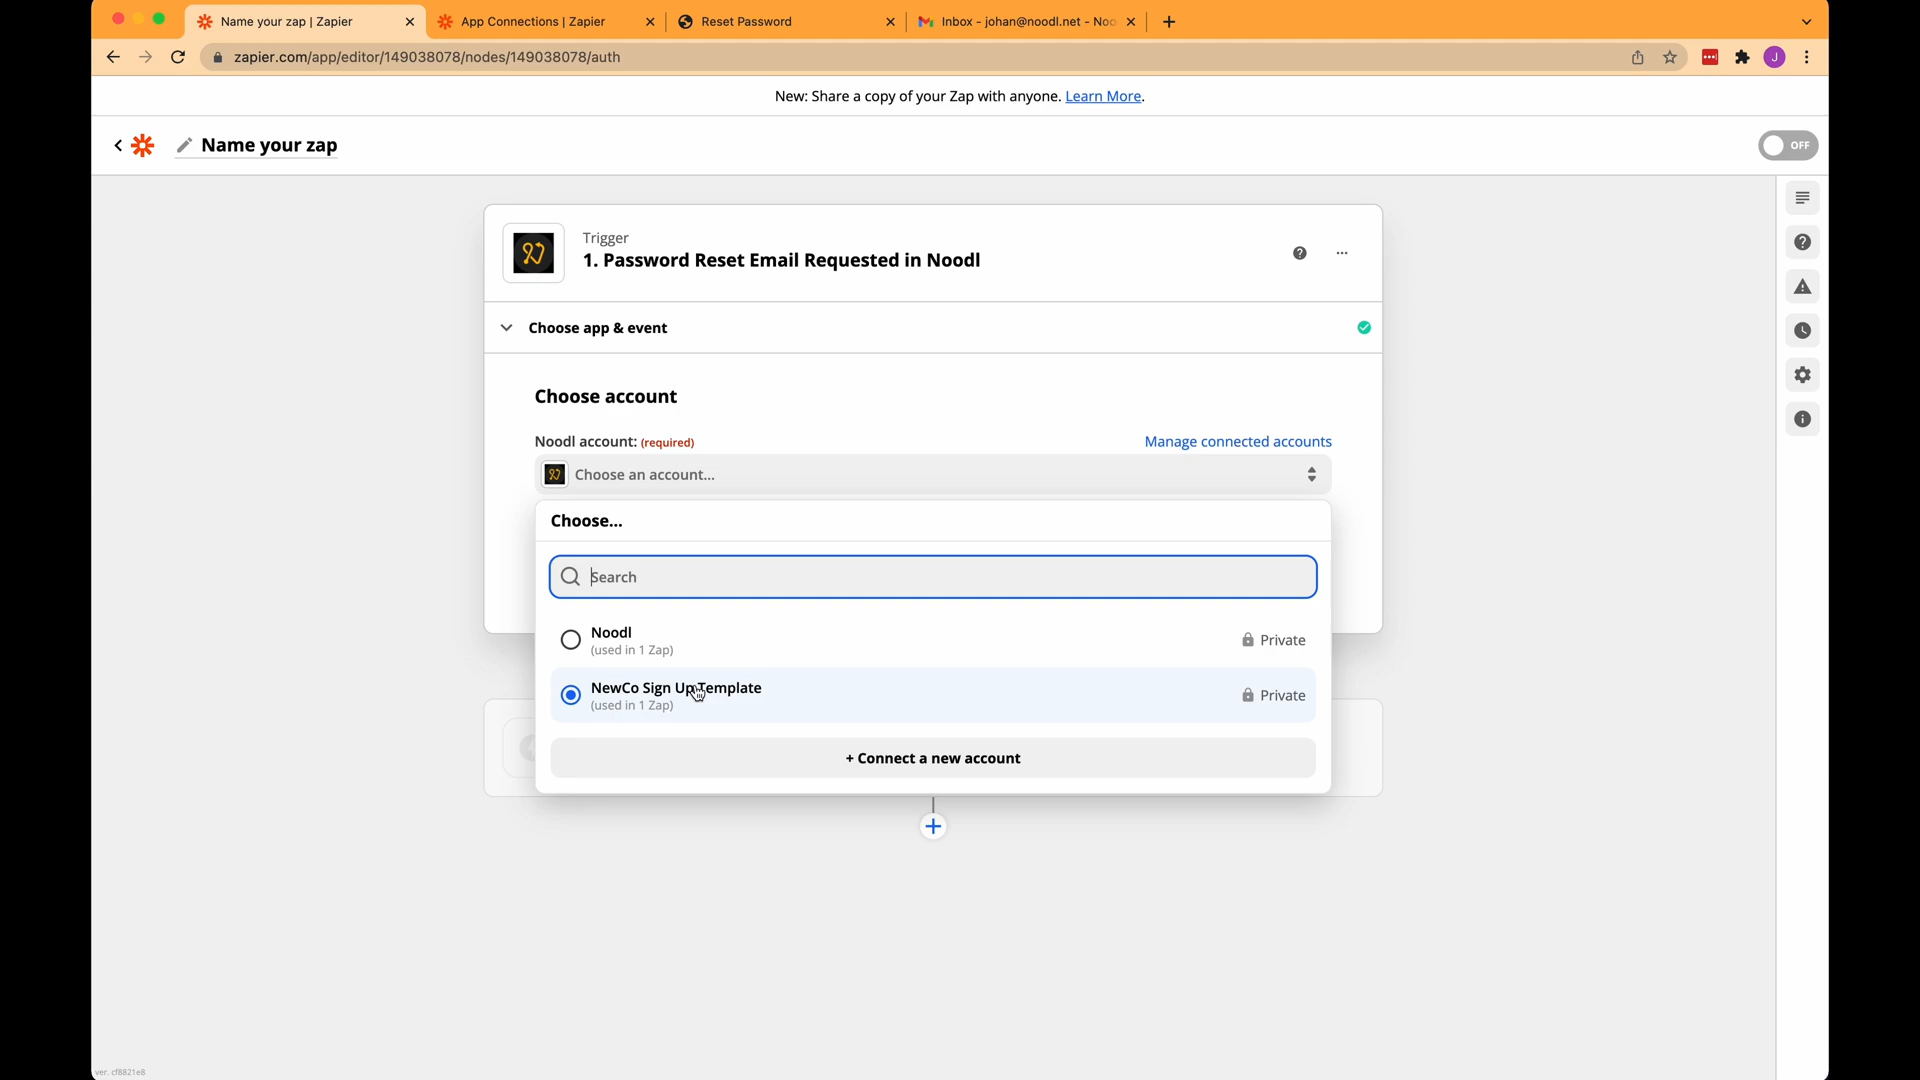 Name your zap | Zapier
App Connections | Zapier
Reset Password
Inbox - johan@noodl.net - Noo
zapier.com/app/editor/149038078/nodes/149038078/auth
J
New: Share a copy of your Zap with anyone. Learn More.
Name your zap
OFF
Trigger
1. Password Reset Email Requested in Noodl
Choose app & event
Choose account
Noodl account: (required)
Manage connected accounts
Choose an account...
Choose...
Search
Noodl
(used in 1 Zap)
Private
NewCo Sign Up Template
(used in 1 Zap)
Private
+ Connect a new account
ver. cf8821e8